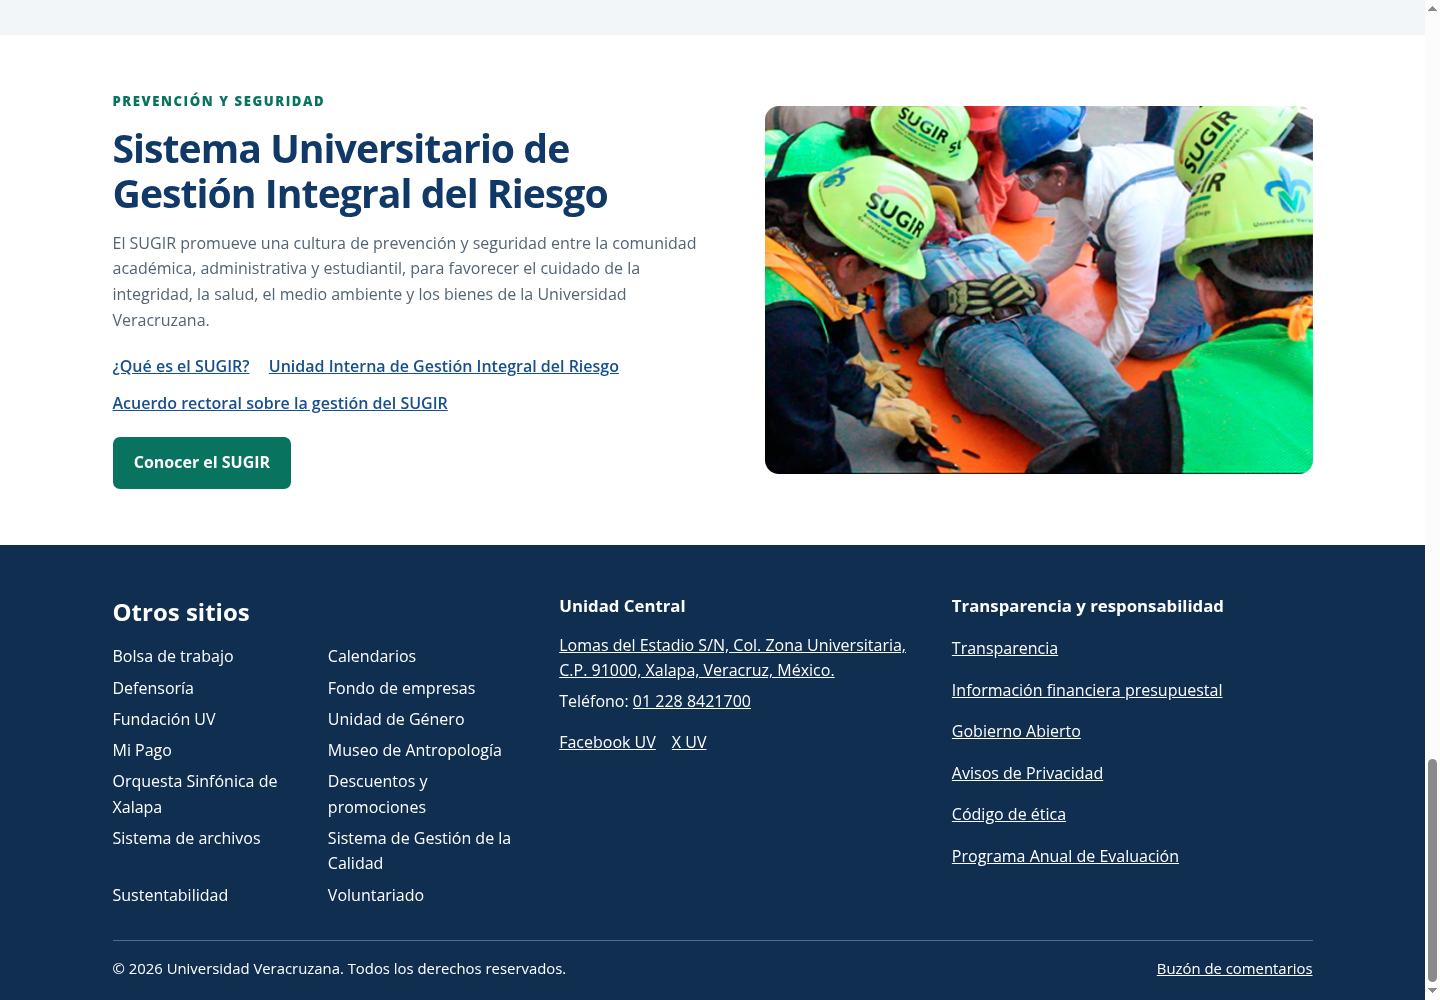 PREVENCIÓN Y SEGURIDAD
Sistema Universitario de
Gestión Integral del Riesgo
El SUGIR promueve una cultura de prevención y seguridad entre la comunidad
académica, administrativa y estudiantil, para favorecer el cuidado de la
integridad, la salud, el medio ambiente y los bienes de la Universidad
Veracruzana.
¿Qué es el SUGIR? Unidad Interna de Gestión Integral del Riesgo
Acuerdo rectoral sobre la gestión del SUGIR
Conocer el SUGIR
SUGIR
SUGIR
SUGIR
Otros sitios
Bolsa de trabajo
Calendarios
Defensoría
Fondo de empresas
Fundación UV
Unidad de Género
Mi Pago
Museo de Antropología
Orquesta Sinfónica de
Xalapa
Descuentos y
promociones
Sistema de archivos
Sistema de Gestión de la
Calidad
Sustentabilidad
Voluntariado
Unidad Central
Lomas del Estadio S/N, Col. Zona Universitaria,
C.P. 91000, Xalapa, Veracruz, México.
Teléfono: 01 228 8421700
Facebook UV X UV
Transparencia y responsabilidad
Transparencia
Información financiera presupuestal
Gobierno Abierto
Avisos de Privacidad
Código de ética
Programa Anual de Evaluación
© 2026 Universidad Veracruzana. Todos los derechos reservados.
Buzón de comentarios